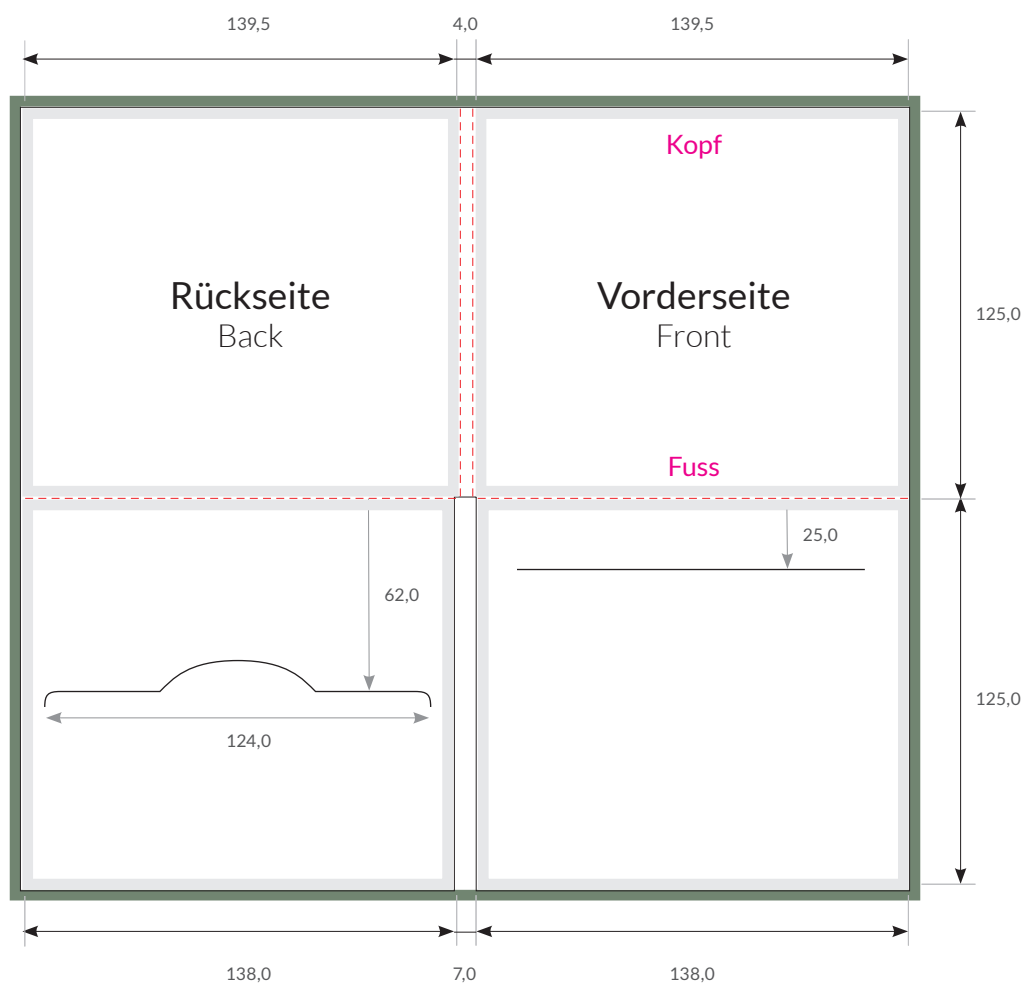 139,5
4,0
139,5
Kopf
Rückseite
Back
Vorderseite
Front
125,0
Fuss
25,0
62,0
125,0
124,0
138,0
7,0
138,0